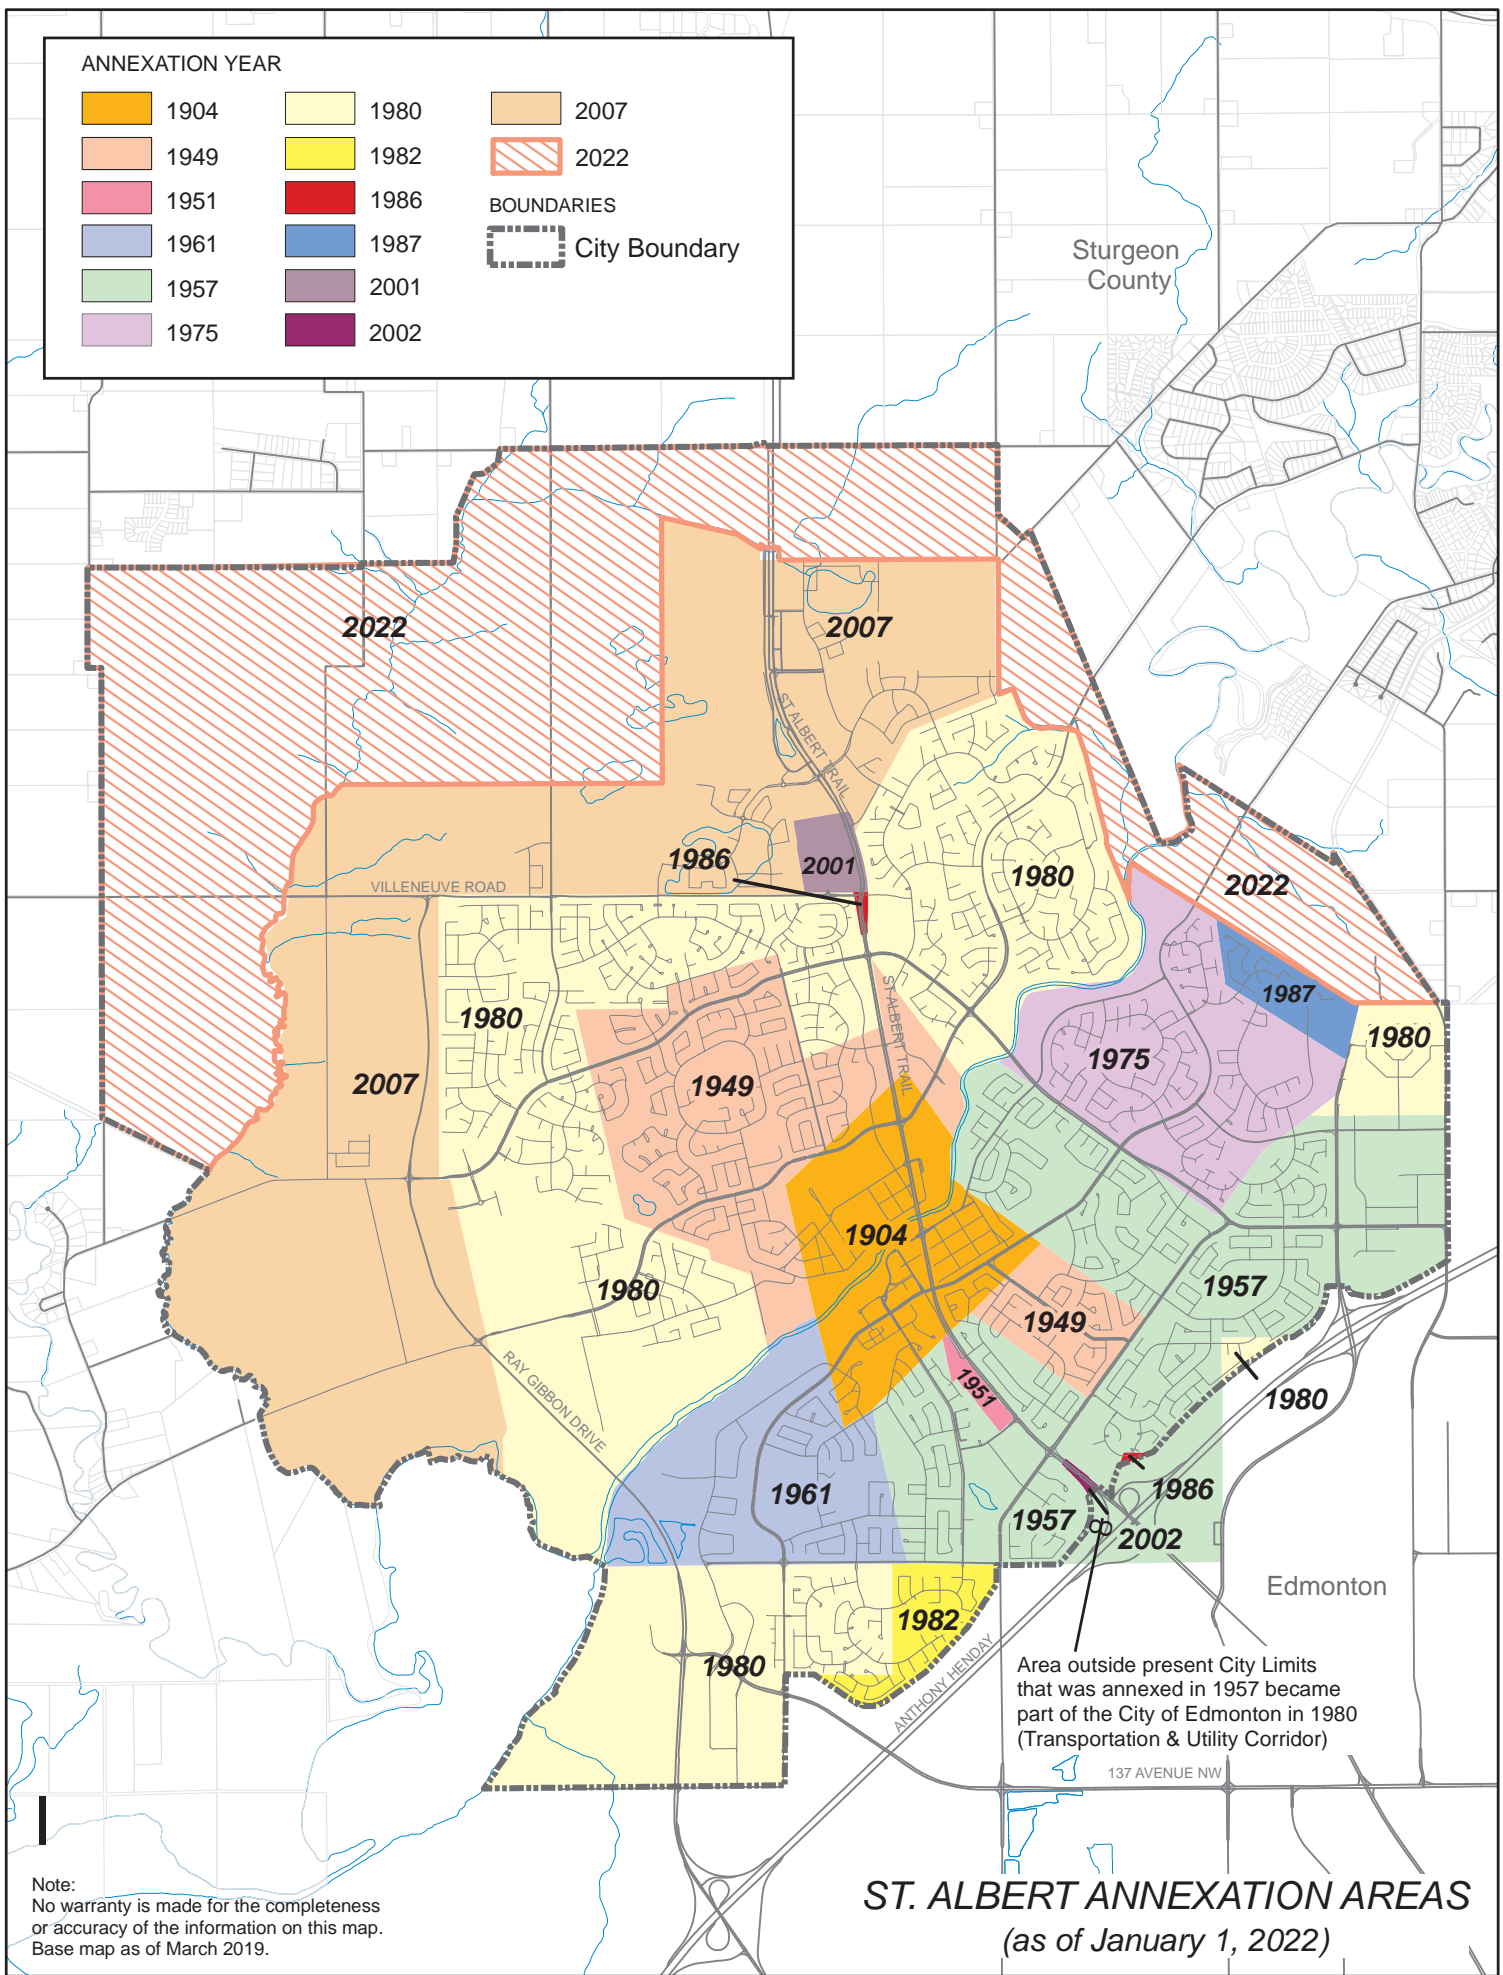 ANNEXATION YEAR
1904
1949
1951
1961
1957
1975
1980
1982
1986
1987
2001
2002
2007
2022
BOUNDARIES
City Boundary
Sturgeon
County
2022
2007
ST ALBERT TRAIL
1986
2001
1980
2022
VILLENEUVE ROAD
1987
1980
ST ALBERT TRAIL
1980
1975
2007
1949
1904
1957
1980
1949
RAY GIBBON DRIVE
1951
1980
1961
1986
1957
2002
Edmonton
1982
1980
ANTHONY HENDAY
Area outside present City Limits
that was annexed in 1957 became
part of the City of Edmonton in 1980
(Transportation & Utility Corridor)
137 AVENUE NW
Note:
No warranty is made for the completeness
or accuracy of the information on this map.
Base map as of March 2019.
ST. ALBERT ANNEXATION AREAS
(as of January 1, 2022)